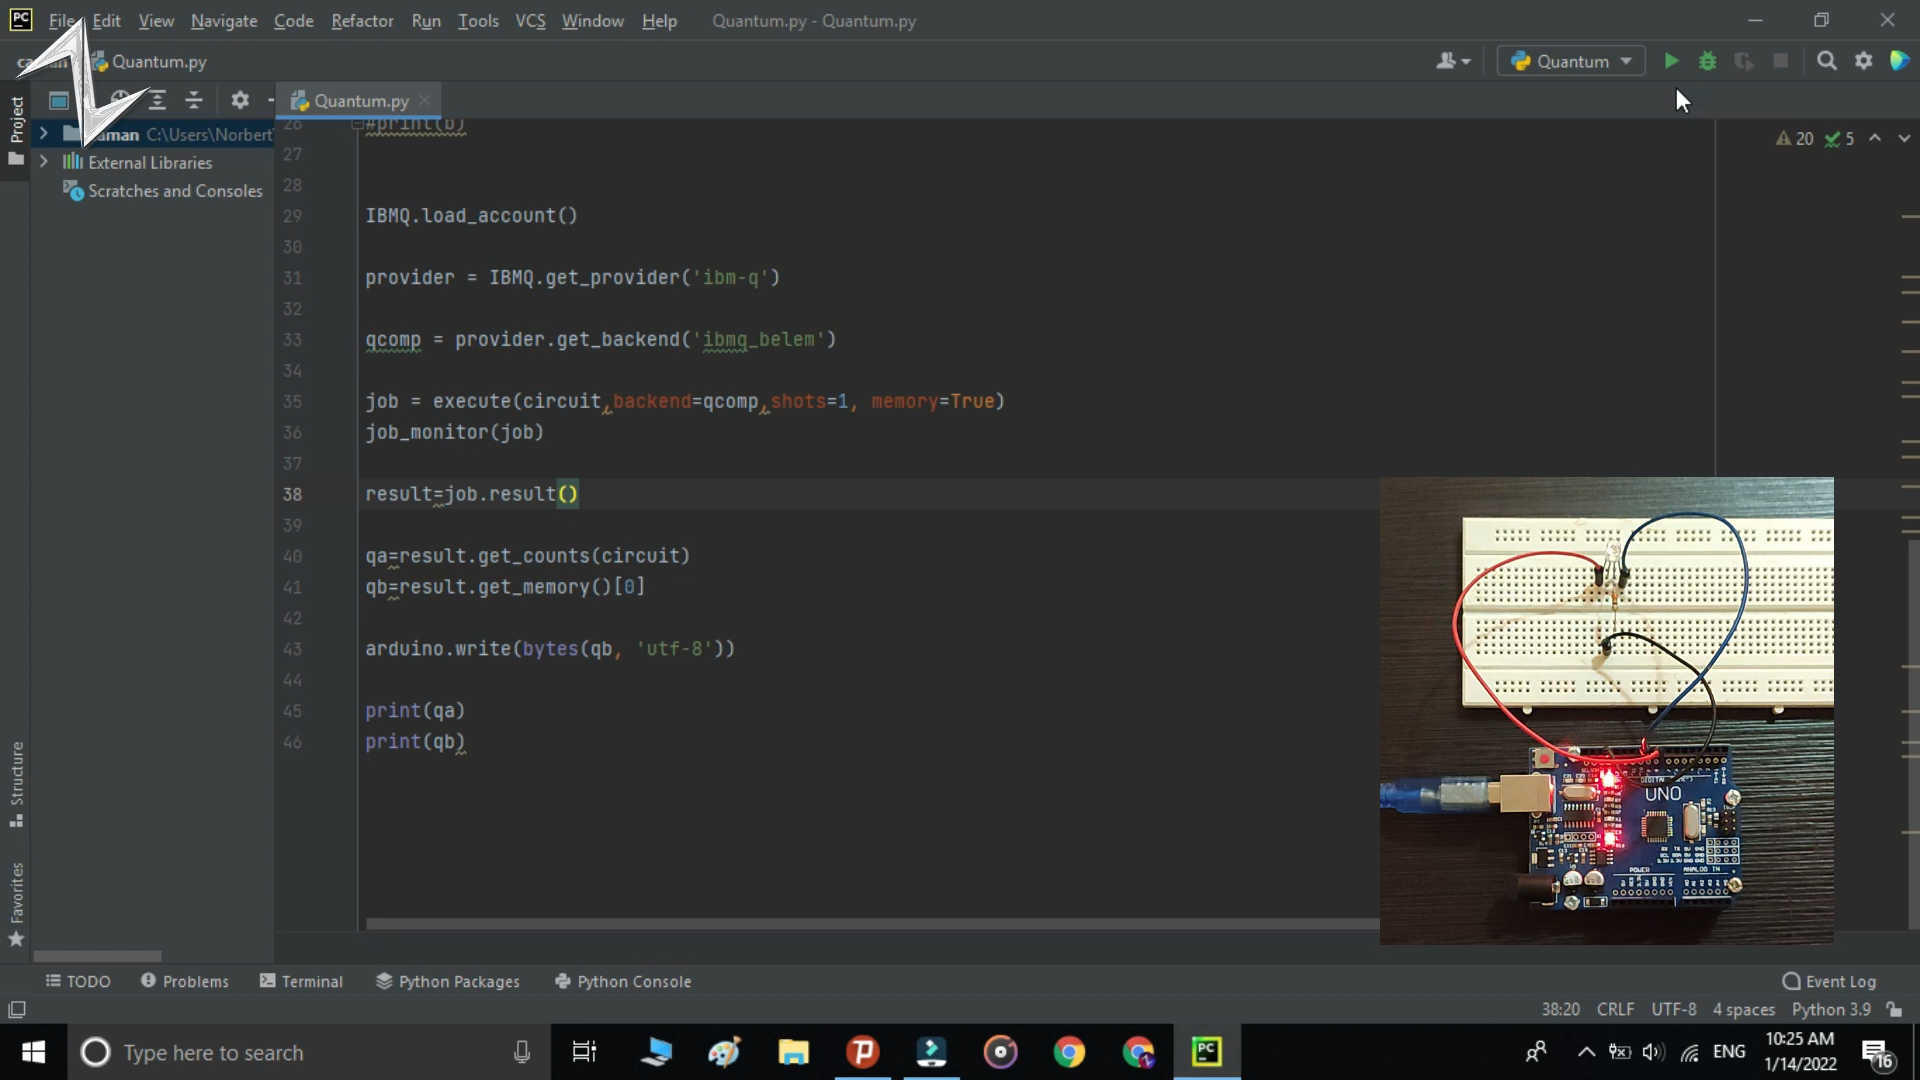 File Edit View Navigate Code Refactor Run Tools VCS Window Help Quantum.py - Quantum.py
Quantum.py
Quantum
Project
Quantum.py
aman C:\Users\Norbert
External Libraries
Scratches and Consoles
20 5
26 #print(b)
27
28
29 IBMQ.load_account()
30
31 provider = IBMQ.get_provider('ibm-q')
32
33 qcomp = provider.get_backend('ibmq_belem')
34
35 job = execute(circuit,backend=qcomp,shots=1, memory=True)
36 job_monitor(job)
37
38 result=job.result()
39
40 qa=result.get_counts(circuit)
41 qb=result.get_memory()[0]
42
43 arduino.write(bytes(qb, 'utf-8'))
44
45 print(qa)
46 print(qb)
Structure
Favorites
UNO
POWER
ANALOG IN
TODO Problems Terminal Python Packages Python Console Event Log
38:20 CRLF UTF-8 4 spaces Python 3.9
Type here to search
ENG
10:25 AM
1/14/2022
16